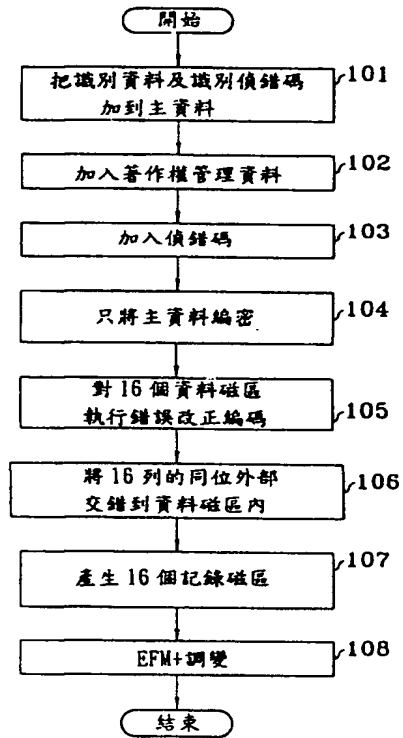 開始
把識別資料及識別偵錯碼
加到主資料
101
加入著作權管理資料
102
加入偵錯碼
103
只將主資料編密
104
對16個資料磁區
執行錯誤改正編碼
105
將16列的同位外部
交錯到資料磁區內
106
產生16個記錄磁區
107
EFM+調變
108
結束